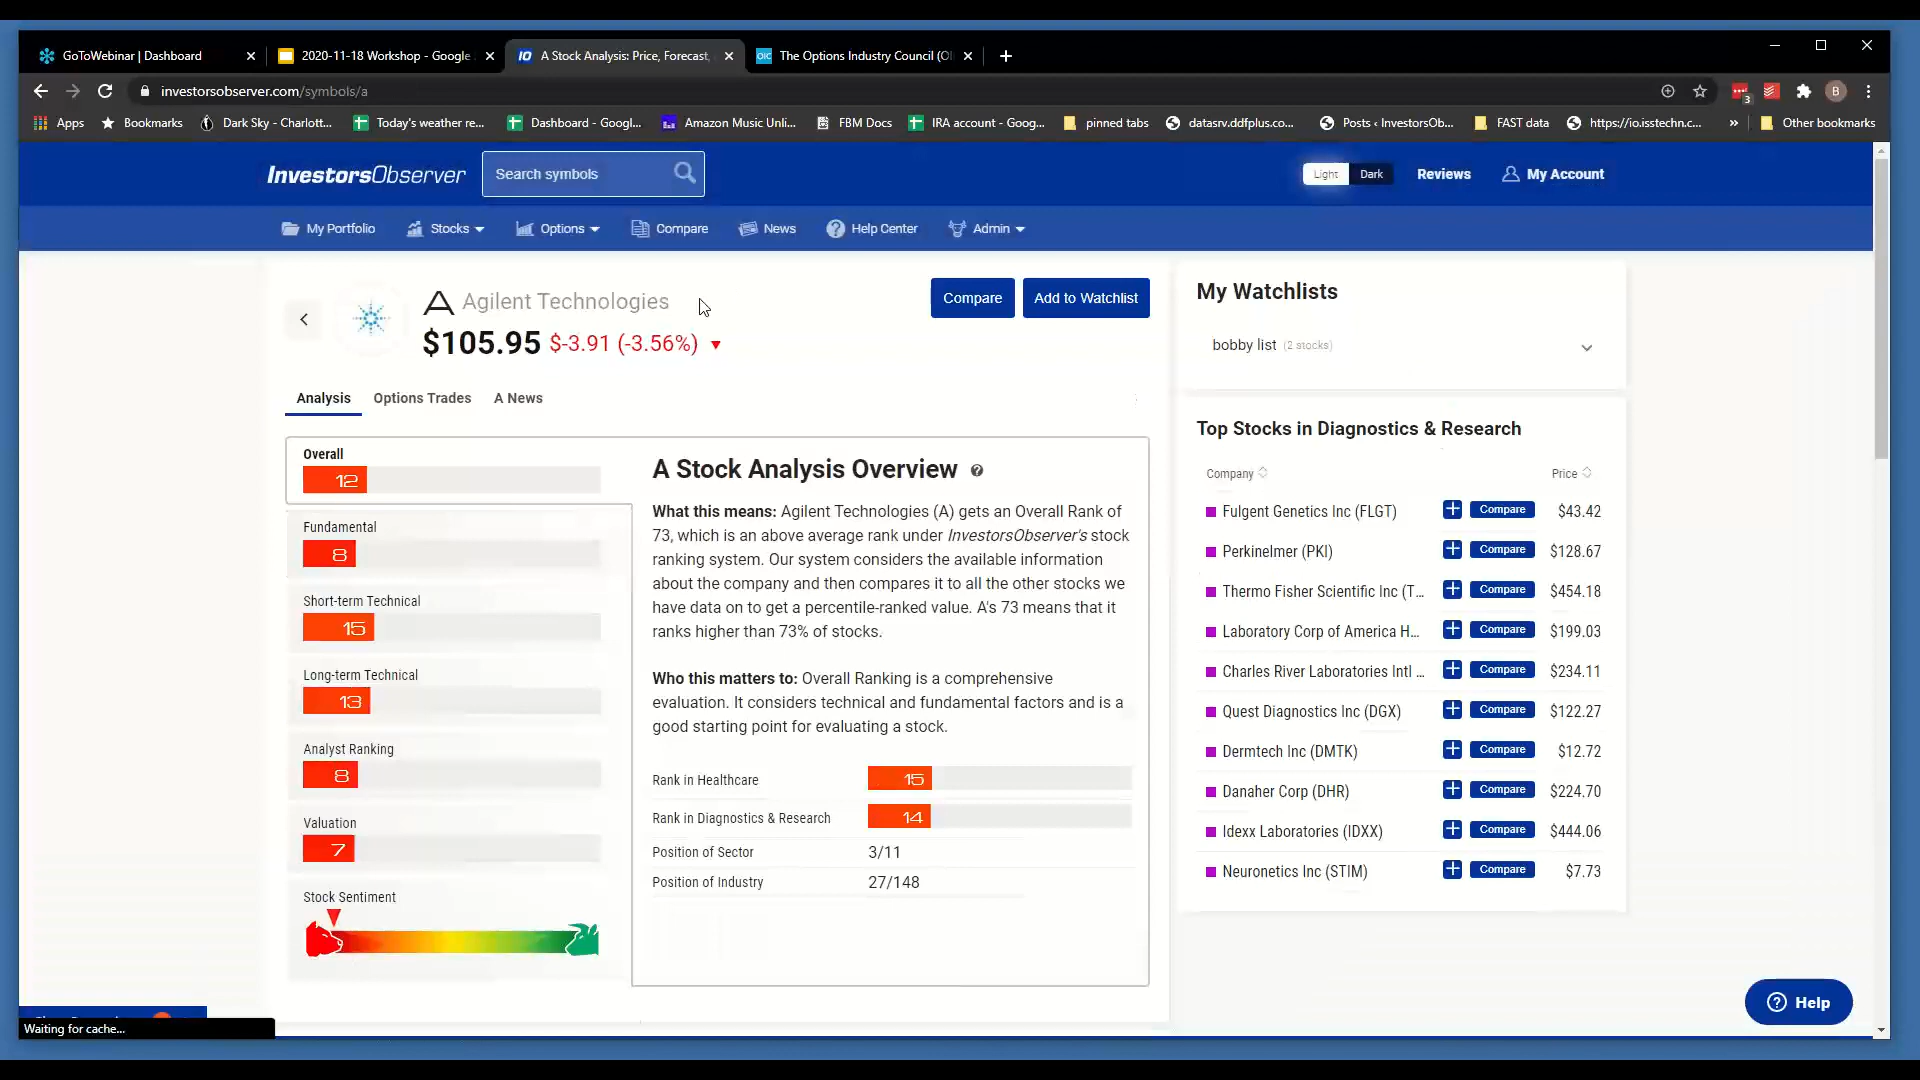 GoToWebinar | Dashboard
2020-11-18 Workshop - Google
A Stock Analysis: Price, Forecast,
The Options Industry Council (OI
investorsobserver.com/symbols/a
Apps
Bookmarks
Dark Sky - Charlott...
Today's weather re...
Dashboard - Googl...
Amazon Music Unli...
FBM Docs
IRA account - Goog...
pinned tabs
datasrv.ddfplus.co...
Posts ‹ InvestorsOb...
FAST data
https://io.isstechn.c...
»
Other bookmarks
InvestorsObserver
Search symbols
Light
Dark
Reviews
My Account
My Portfolio
Stocks
Options
Compare
News
Help Center
Admin
A Agilent Technologies
$105.95 $-3.91 (-3.56%)
Compare
Add to Watchlist
Analysis
Options Trades
A News
Overall
12
Fundamental
8
Short-term Technical
15
Long-term Technical
13
Analyst Ranking
8
Valuation
7
Stock Sentiment
A Stock Analysis Overview
What this means: Agilent Technologies (A) gets an Overall Rank of
73, which is an above average rank under InvestorsObserver's stock
ranking system. Our system considers the available information
about the company and then compares it to all the other stocks we
have data on to get a percentile-ranked value. A's 73 means that it
ranks higher than 73% of stocks.
Who this matters to: Overall Ranking is a comprehensive
evaluation. It considers technical and fundamental factors and is a
good starting point for evaluating a stock.
Rank in Healthcare 15
Rank in Diagnostics & Research 14
Position of Sector 3/11
Position of Industry 27/148
My Watchlists
bobby list (2 stocks)
Top Stocks in Diagnostics & Research
Company Price
Fulgent Genetics Inc (FLGT) Compare $43.42
Perkinelmer (PKI) Compare $128.67
Thermo Fisher Scientific Inc (T... Compare $454.18
Laboratory Corp of America H... Compare $199.03
Charles River Laboratories Intl ... Compare $234.11
Quest Diagnostics Inc (DGX) Compare $122.27
Dermtech Inc (DMTK) Compare $12.72
Danaher Corp (DHR) Compare $224.70
Idexx Laboratories (IDXX) Compare $444.06
Neuronetics Inc (STIM) Compare $7.73
Help
Waiting for cache...